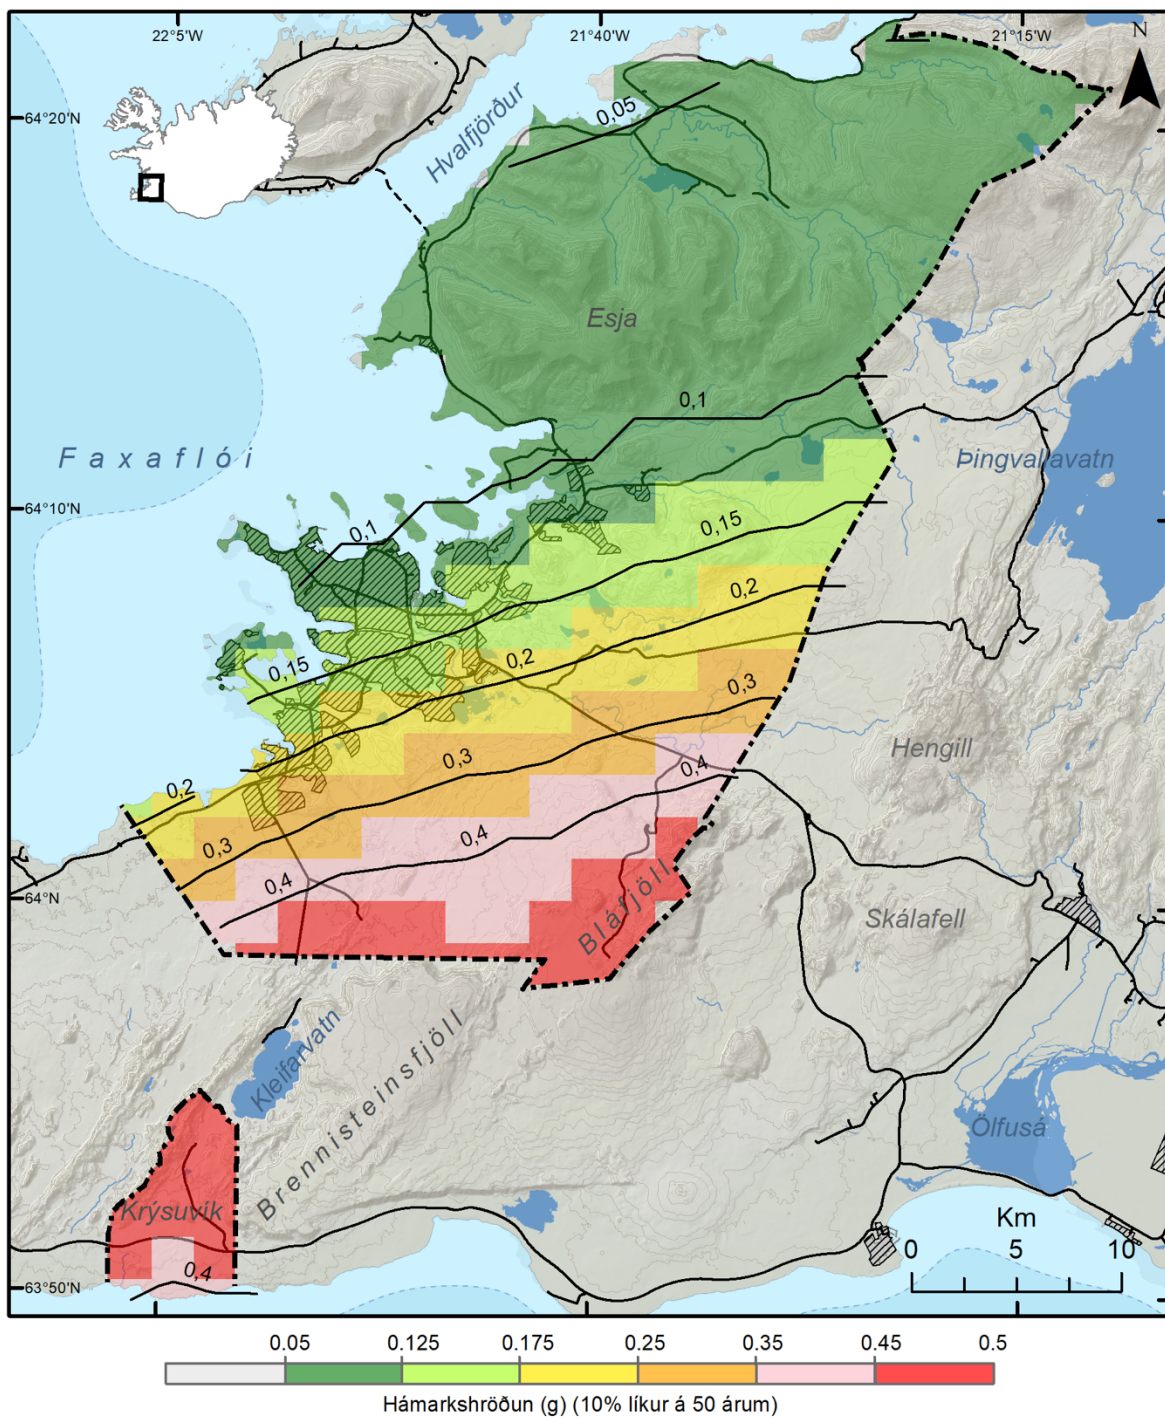 22°5'W
21°40'W
21°15'W
N
64°20'N
0,05
Hvalfjörður
Esja
0,1
Faxaflói
Þingvallavatn
64°10'N
0,1
0,15
0,2
0,15
0,2
0,3
Hengill
0,3
0,2
0,4
0,3
0,4
0,4
64°N
Bláfjöll
Skálafell
Kleifarvatn
Brennisteinsfjöll
Ölfusá
Krýsuvík
0,4
63°50'N
Km
0 5 10
0.05 0.125 0.175 0.25 0.35 0.45 0.5
Hámarkshröðun (g) (10% líkur á 50 árum)